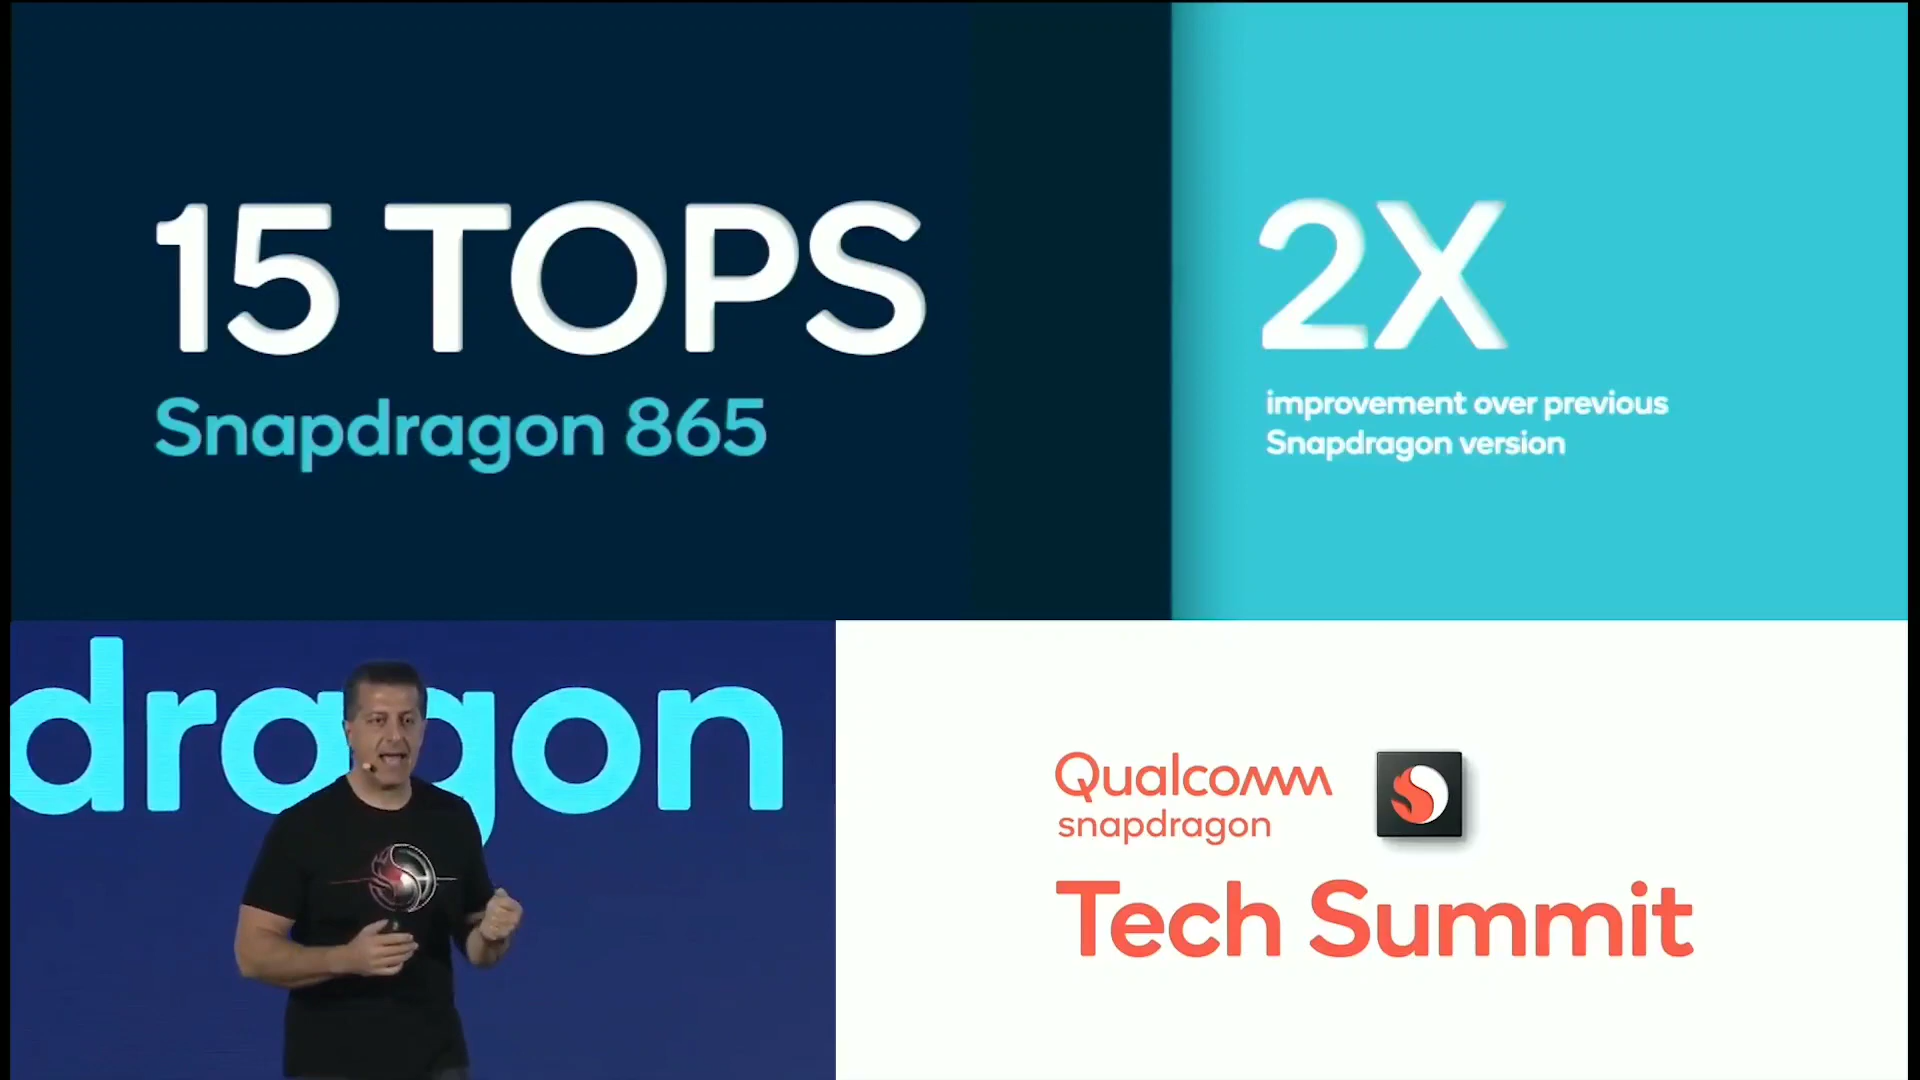 15 TOPS
Snapdragon 865
2X
improvement over previous
Snapdragon version
dragon
Qualcomm
snapdragon
Tech Summit